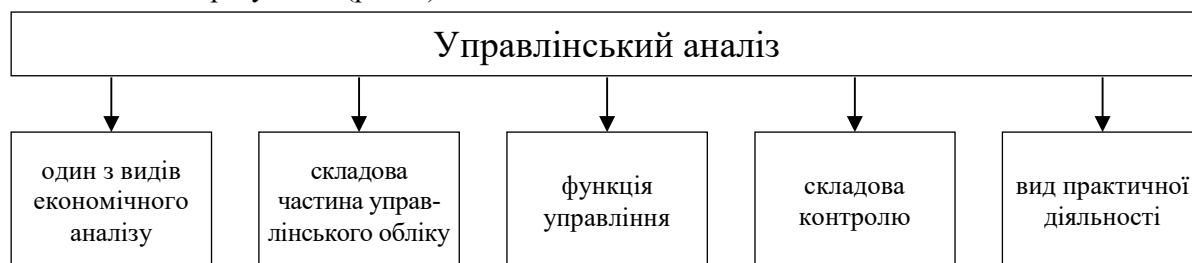 Управлінський аналіз
один з видів
економічного
аналізу
складова
частина управ-
лінського обліку
функція
управління
складова
контролю
вид практичної
діяльності